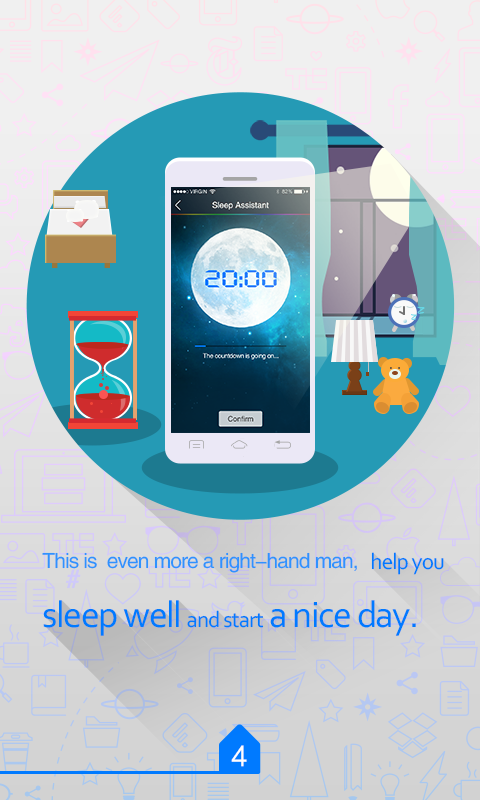 VIRGIN 82%
Sleep Assistant
20:00
The countdown is going on...
Confirm
This is even more a right-hand man, help you
sleep well and start a nice day.
4